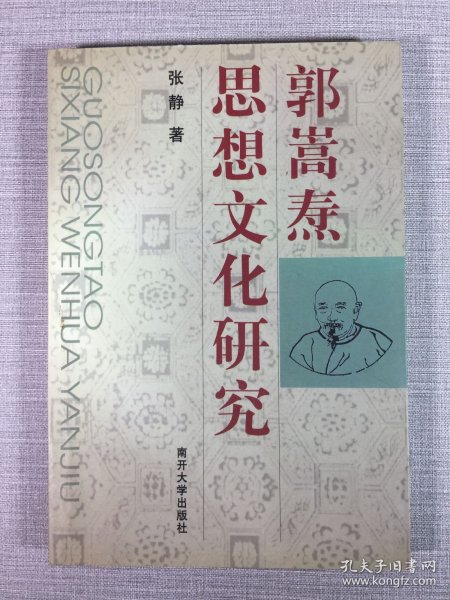 郭嵩焘
思想文化研究
张静 著
南开大学出版社
GUOSONGTAO
SIXIANG WENHUA YANJIU
孔夫子旧书网
www.kongfz.com